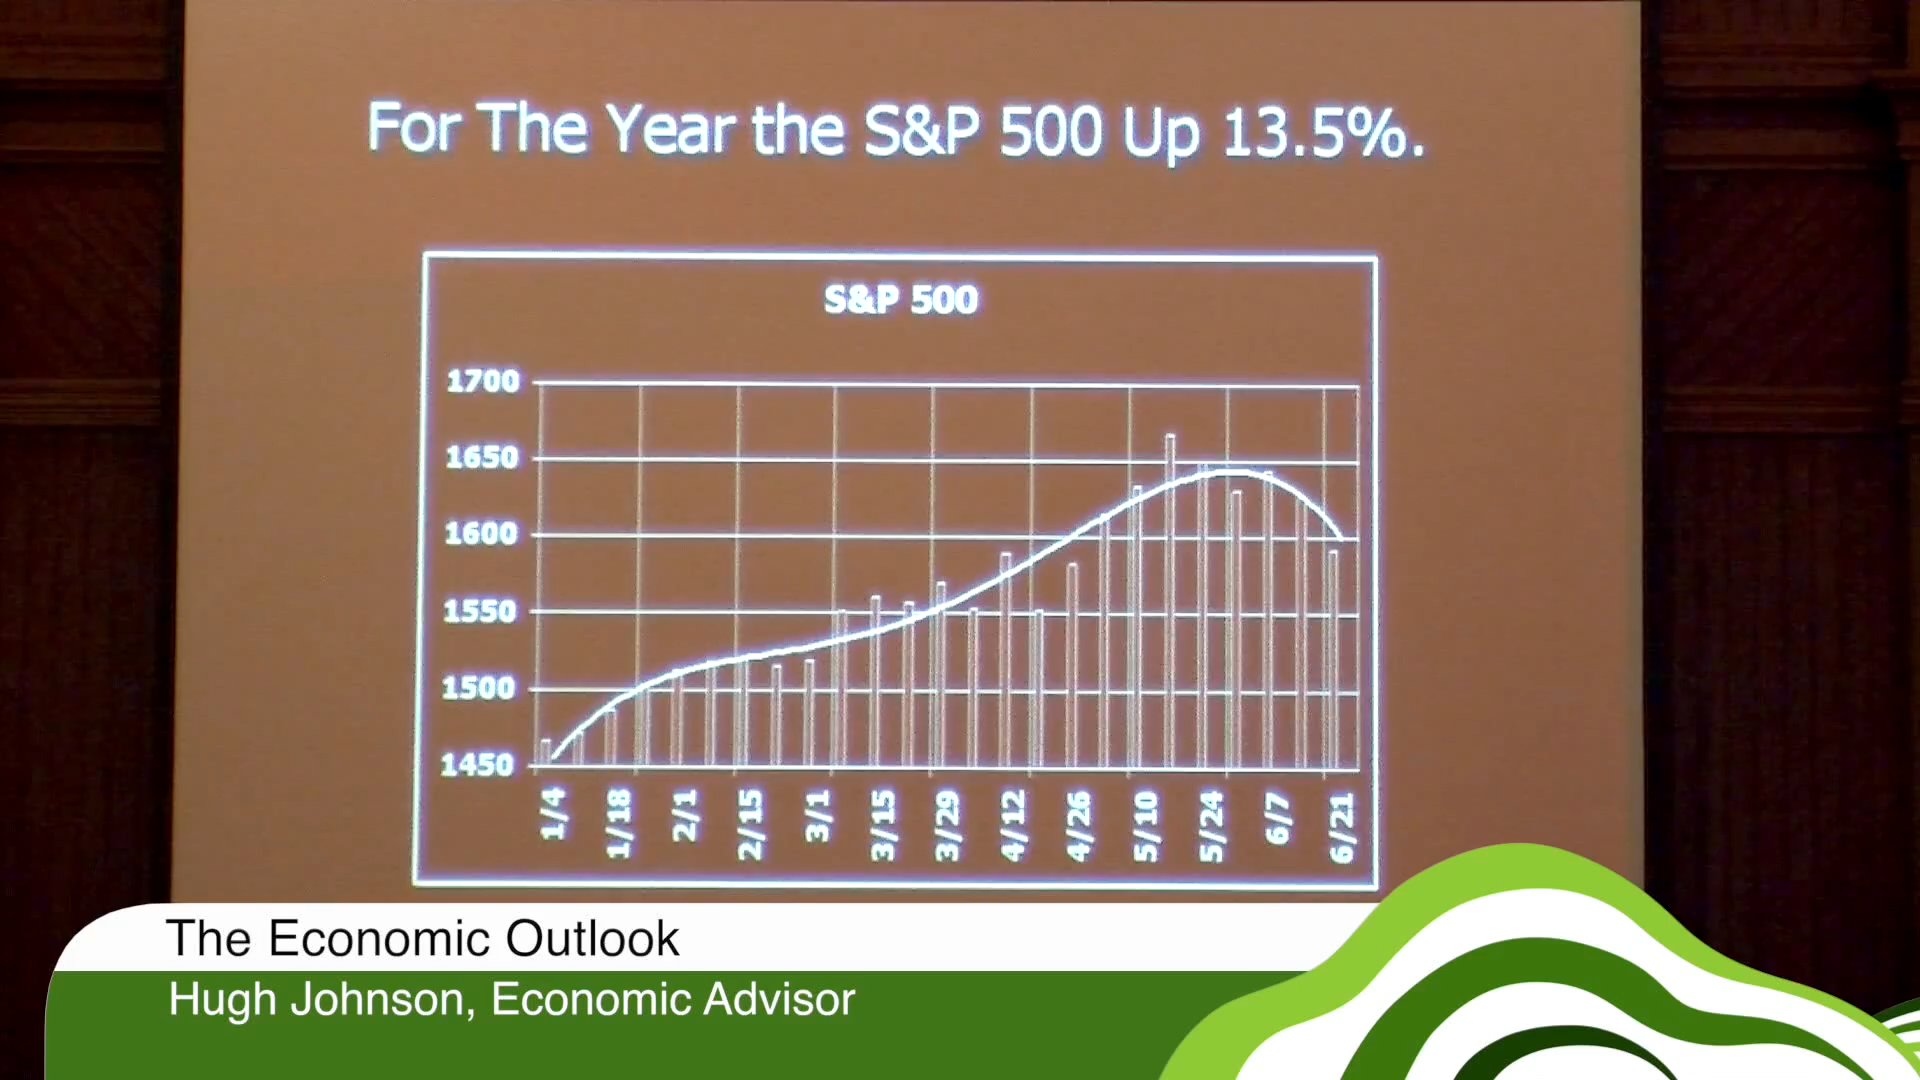 For The Year the S&P 500 Up 13.5%.
S&P 500
1700
1650
1600
1550
1500
1450
1/4 1/18 2/1 2/15 3/1 3/15 3/29 4/12 4/26 5/10 5/24 6/7 6/21
The Economic Outlook
Hugh Johnson, Economic Advisor